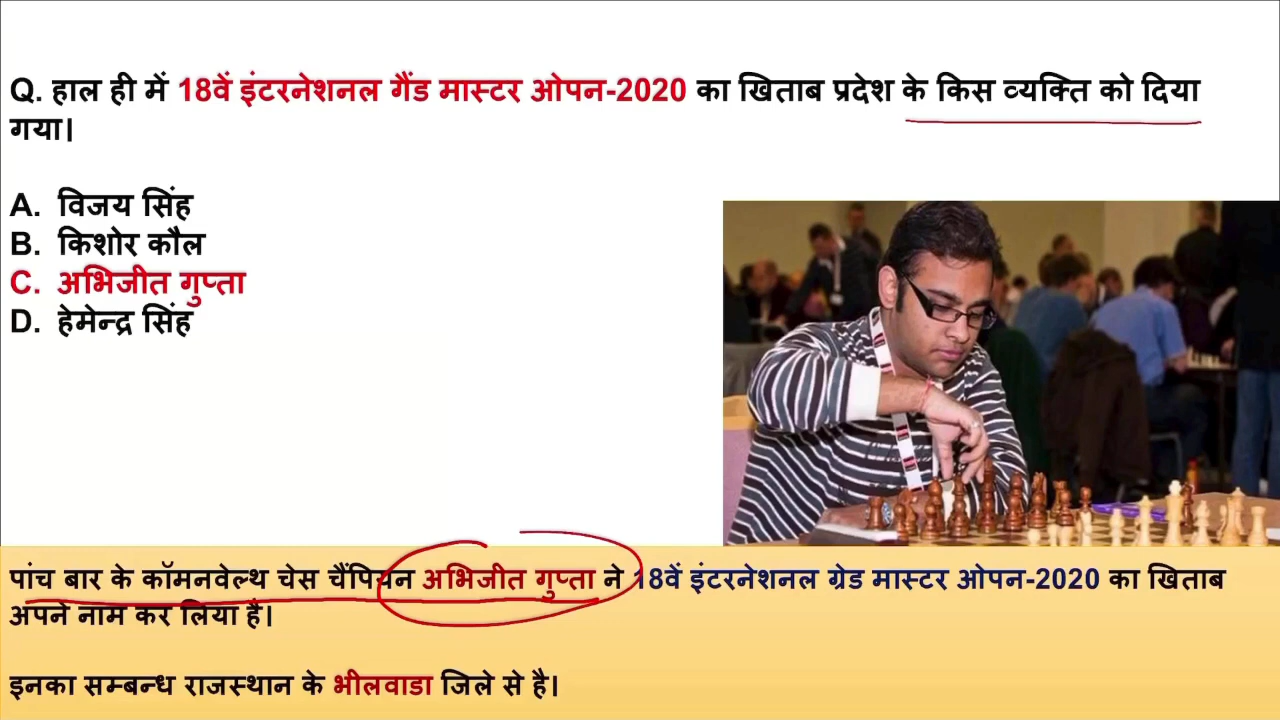 Q. हाल ही में 18वें इंटरनेशनल गैंड मास्टर ओपन-2020 का खिताब प्रदेश के किस व्यक्ति को दिया
गया।
A. विजय सिंह
B. किशोर कौल
C. अभिजीत गुप्ता
D. हेमेन्द्र सिंह
पांच बार के कॉमनवेल्थ चेस चैंपियन अभिजीत गुप्ता ने 18वें इंटरनेशनल ग्रेड मास्टर ओपन-2020 का खिताब
अपने नाम कर लिया है।
इनका सम्बन्ध राजस्थान के भीलवाडा जिले से है।